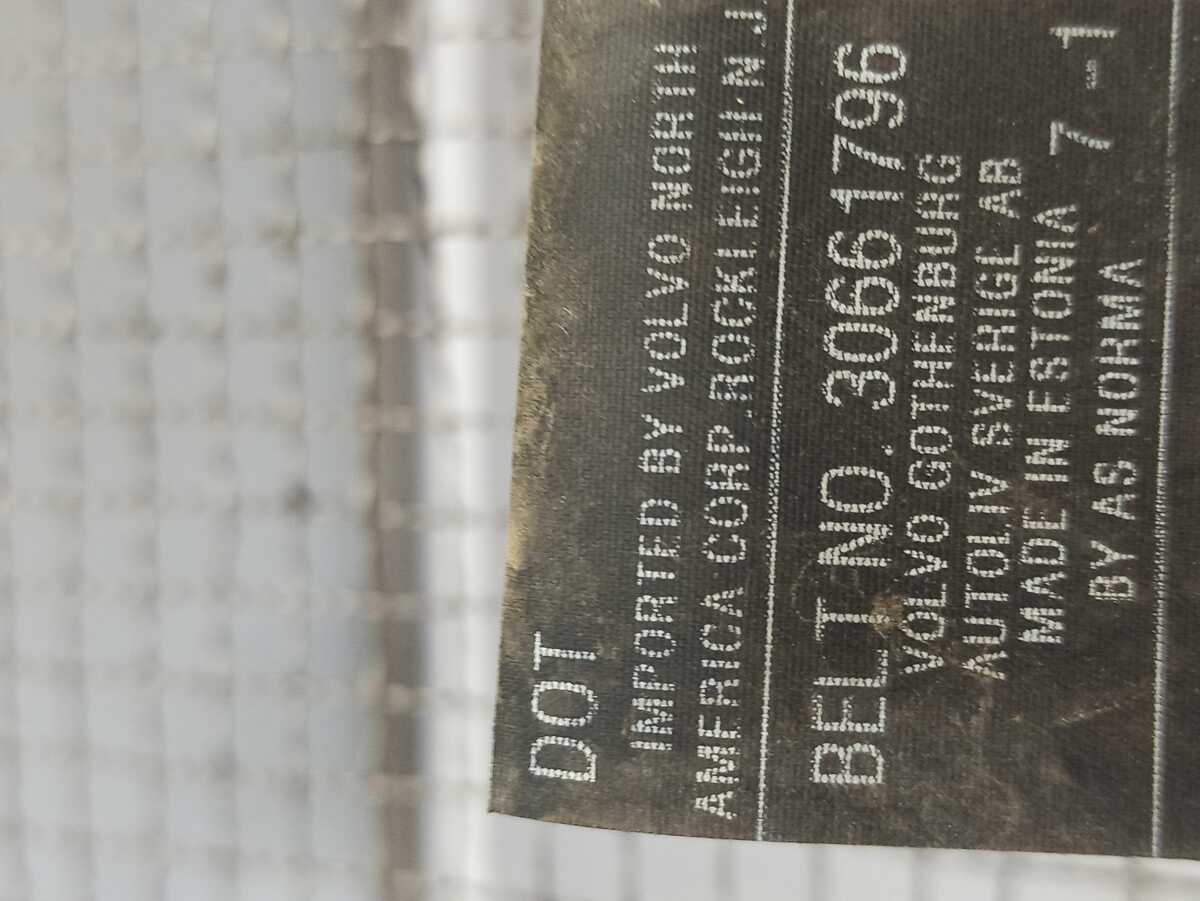 DOT
IMPORTED BY VOLVO NORTH
AMERICA CORP. ROCKLEIGH N.J.
BELT NO. 30661796
VOLVO GOTHENBURG
AUTOLIV SVERIGE AB
MADE IN ESTONIA 7-1
BY AS NORMA